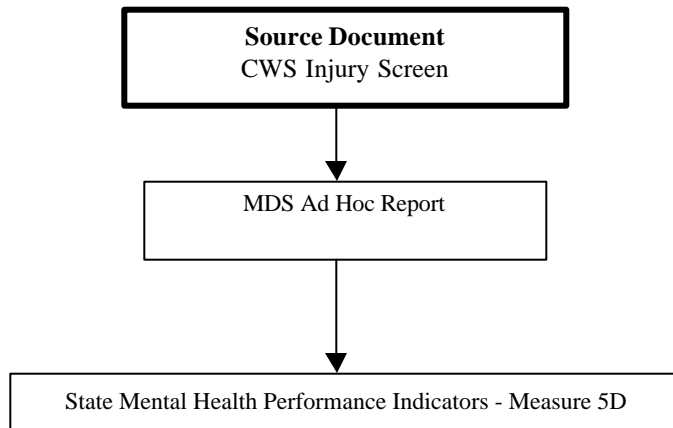 Source Document
CWS Injury Screen
MDS Ad Hoc Report
State Mental Health Performance Indicators - Measure 5D